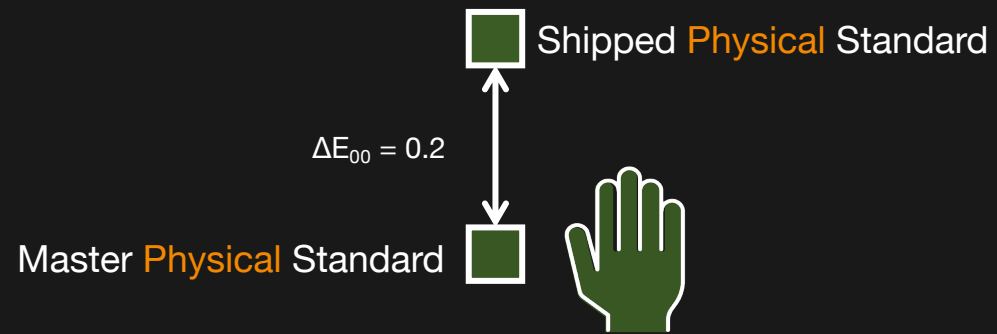 Shipped Physical Standard
ΔE₀₀ = 0.2
Master Physical Standard